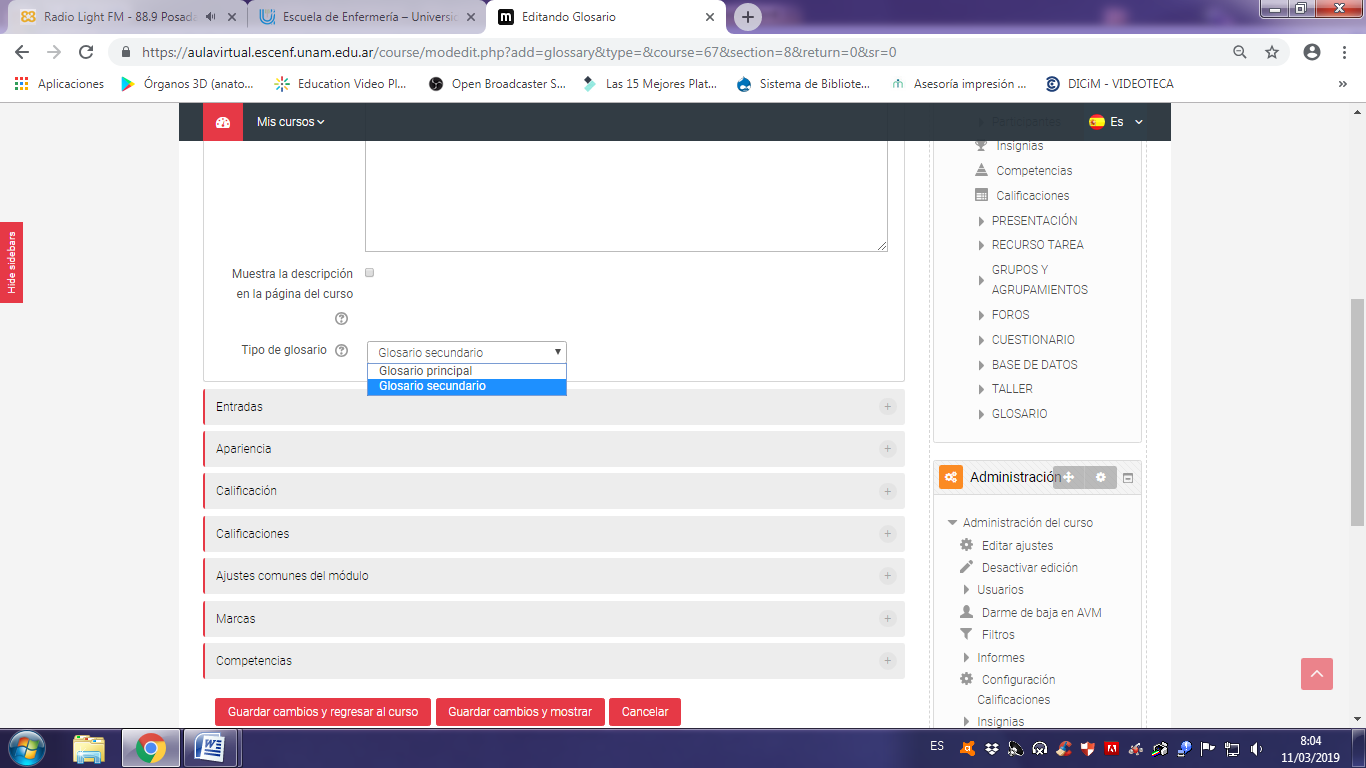 Radio Light FM - 88.9 Posada
Escuela de Enfermería – Universi
Editando Glosario
https://aulavirtual.escenf.unam.edu.ar/course/modedit.php?add=glossary&type=&course=67&section=8&return=0&sr=0
Aplicaciones
Órganos 3D (anato...
Education Video Pl...
Open Broadcaster S...
Las 15 Mejores Plat...
Sistema de Bibliote...
Asesoría impresión ...
DICiM - VIDEOTECA
»
Mis cursos
Es
Hide sidebars
Muestra la descripción
en la página del curso
Tipo de glosario
Glosario secundario
Glosario principal
Glosario secundario
Entradas
Apariencia
Calificación
Calificaciones
Ajustes comunes del módulo
Marcas
Competencias
Guardar cambios y regresar al curso
Guardar cambios y mostrar
Cancelar
Participantes
Insignias
Competencias
Calificaciones
PRESENTACIÓN
RECURSO TAREA
GRUPOS Y
AGRUPAMIENTOS
FOROS
CUESTIONARIO
BASE DE DATOS
TALLER
GLOSARIO
Administración
Administración del curso
Editar ajustes
Desactivar edición
Usuarios
Darme de baja en AVM
Filtros
Informes
Configuración
Calificaciones
Insignias
ES
8:04
11/03/2019